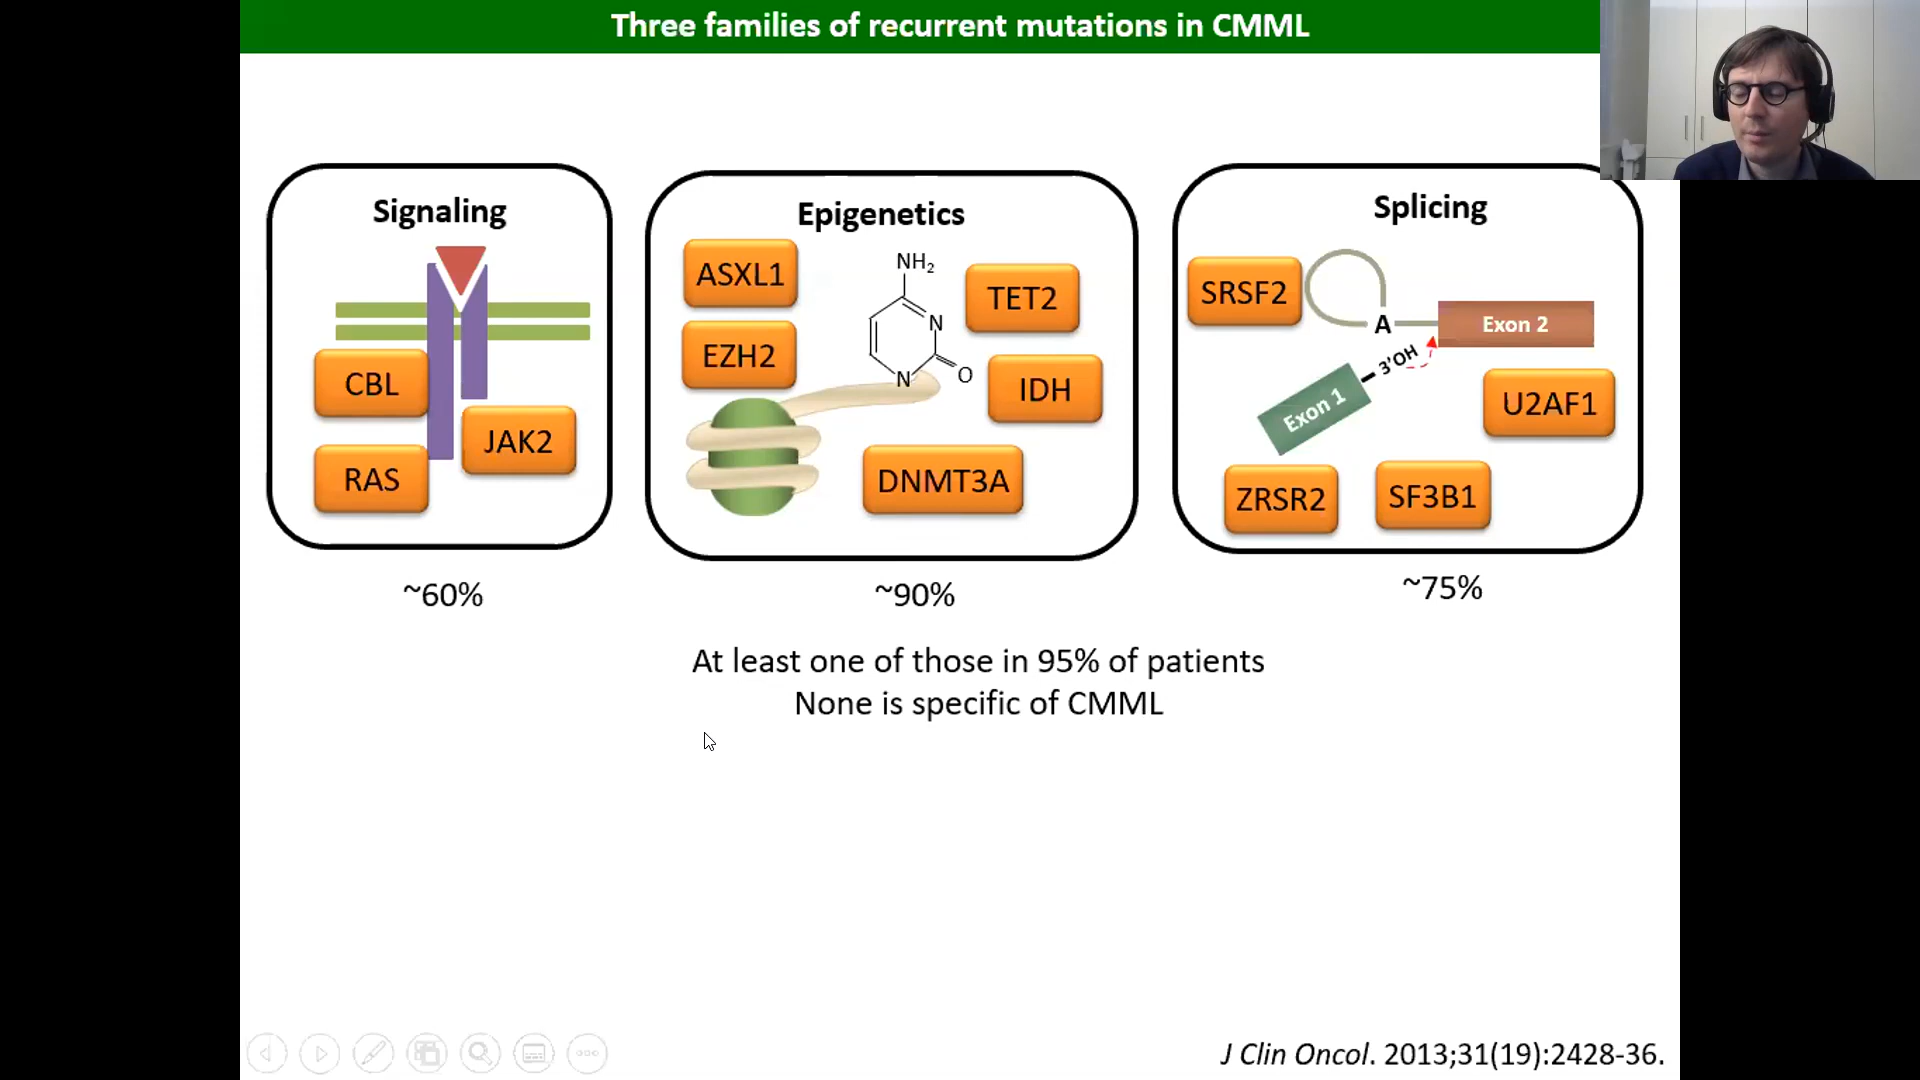 Three families of recurrent mutations in CMML
Signaling
CBL
JAK2
RAS
~60%
Epigenetics
ASXL1
EZH2
NH2
N
N
O
TET2
IDH
DNMT3A
~90%
Splicing
SRSF2
A
Exon 2
3'OH
Exon 1
U2AF1
ZRSR2
SF3B1
~75%
At least one of those in 95% of patients
None is specific of CMML
J Clin Oncol. 2013;31(19):2428-36.